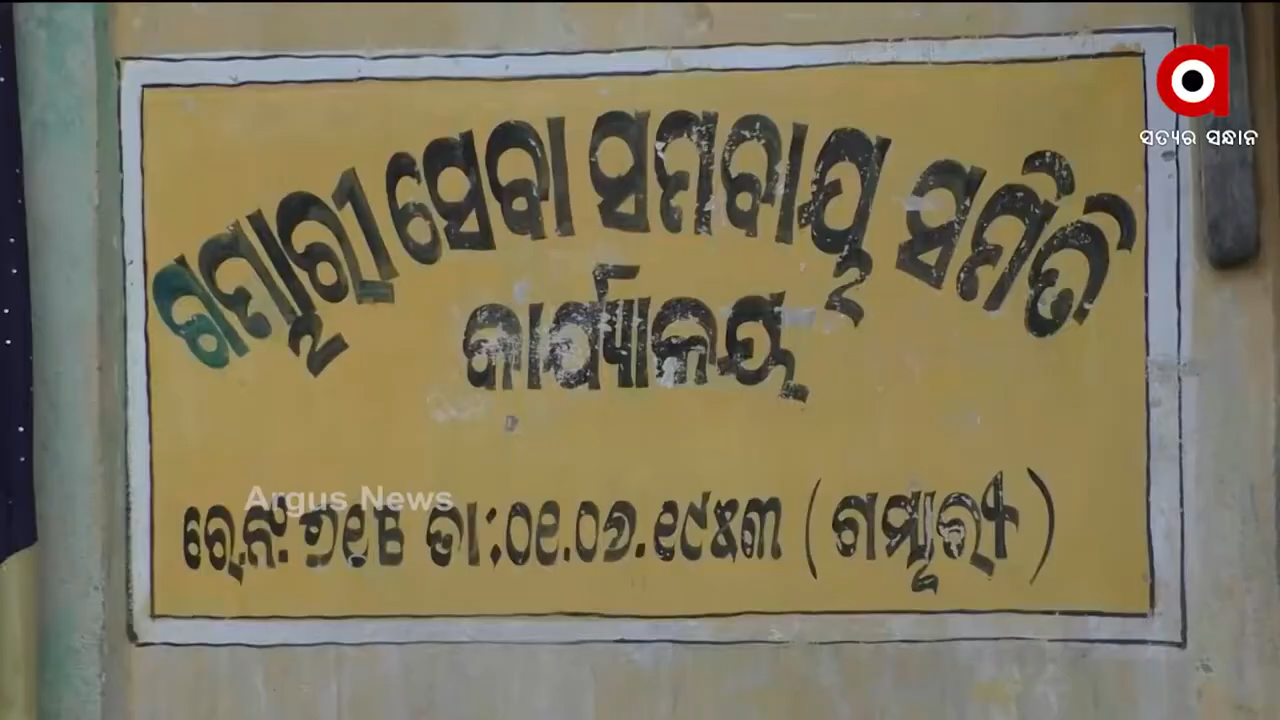 ସତ୍ୟର ସନ୍ଧାନ
ଗମ୍ଭାରୀ ସେବା ସମବାୟ ସମିତି
କାର୍ଯ୍ୟାଳୟ
Argus News
ରେ.ନଂ. ତା:୦୧.୦୬.୧୯୫୩ (ଗମ୍ଭାରୀ)